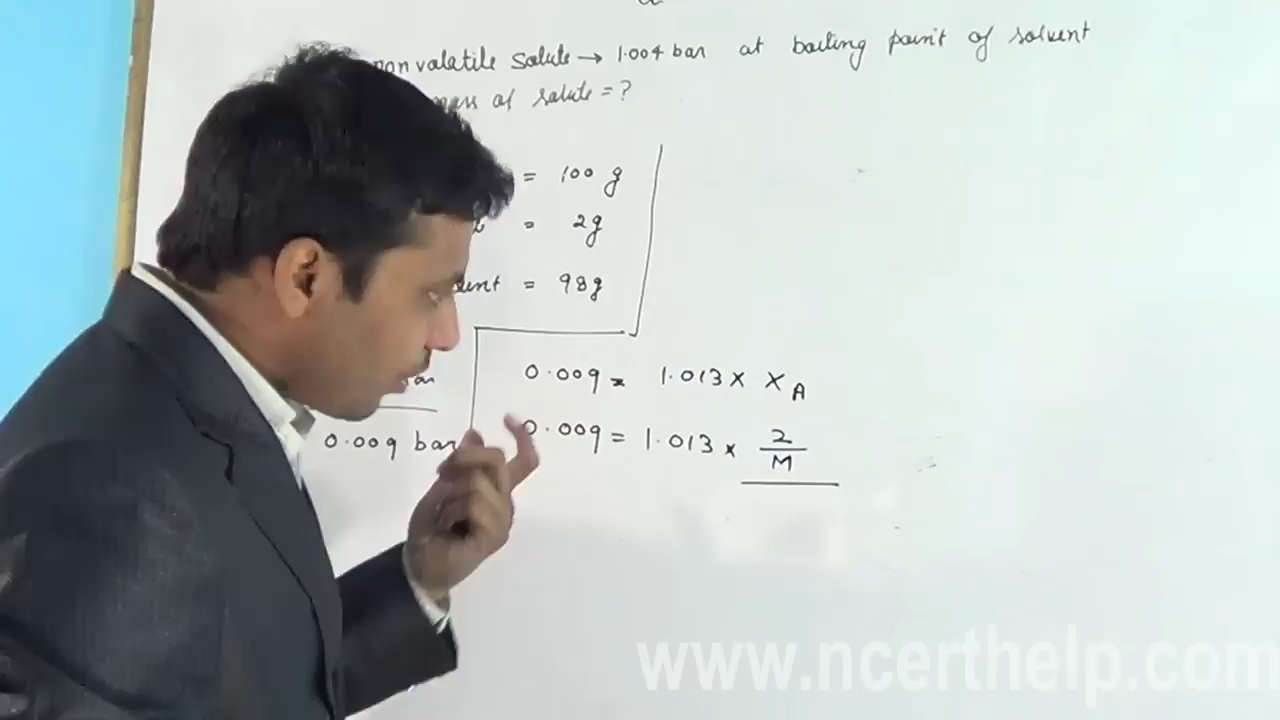 non volatile solute → 1.004 bar at boiling point of solvent
mass of solute = ?
= 100 g
= 2g
= 98g
0.009 = 1.013 x X A
0.009 bar
0.009 = 1.013 x 2/M
www.ncerthelp.com